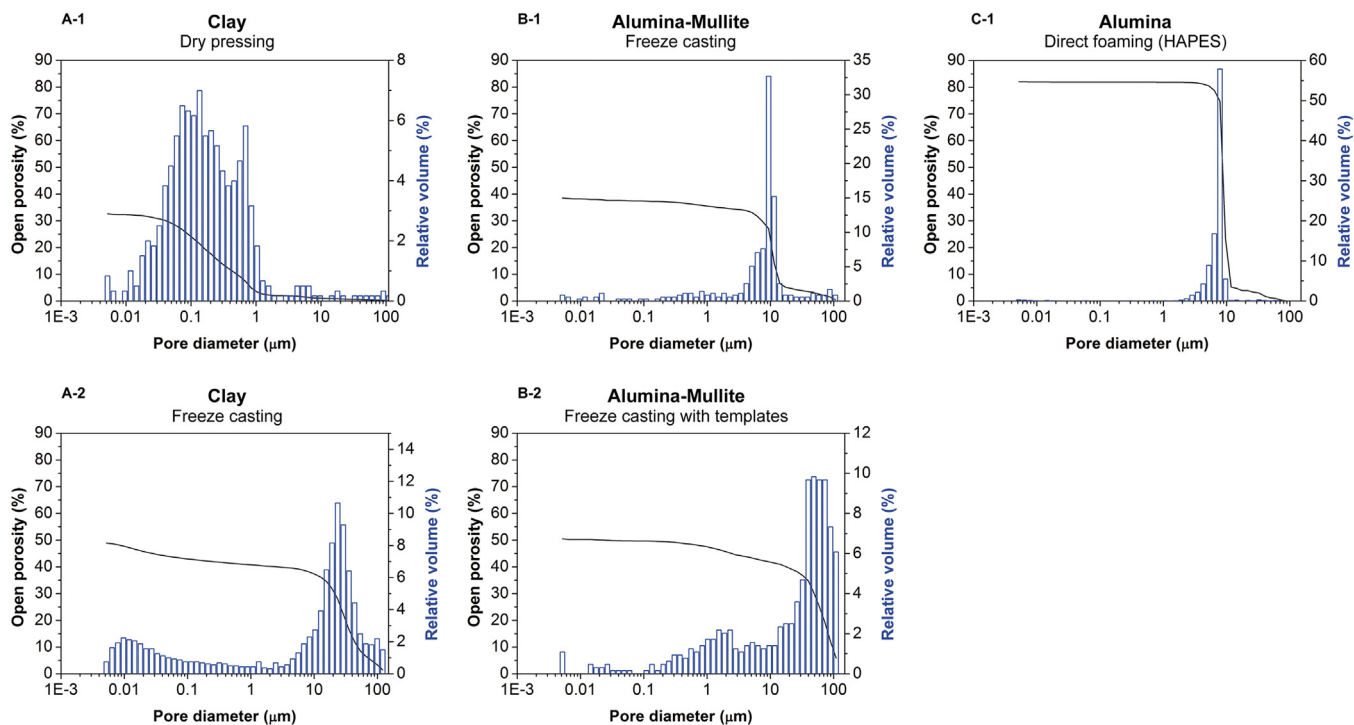 A-1
Clay
Dry pressing
90
80
70
60
50
40
30
20
10
0
Open porosity (%)
8
6
4
2
0
Relative volume (%)
1E-3 0.01 0.1 1 10 100
Pore diameter (μm)
B-1
Alumina-Mullite
Freeze casting
90
80
70
60
50
40
30
20
10
0
Open porosity (%)
35
30
25
20
15
10
5
0
Relative volume (%)
1E-3 0.01 0.1 1 10 100
Pore diameter (μm)
C-1
Alumina
Direct foaming (HAPES)
90
80
70
60
50
40
30
20
10
0
Open porosity (%)
60
50
40
30
20
10
0
Relative volume (%)
1E-3 0.01 0.1 1 10 100
Pore diameter (μm)
A-2
Clay
Freeze casting
90
80
70
60
50
40
30
20
10
0
Open porosity (%)
14
12
10
8
6
4
2
0
Relative volume (%)
1E-3 0.01 0.1 1 10 100
Pore diameter (μm)
B-2
Alumina-Mullite
Freeze casting with templates
90
80
70
60
50
40
30
20
10
0
Open porosity (%)
12
10
8
6
4
2
0
Relative volume (%)
1E-3 0.01 0.1 1 10 100
Pore diameter (μm)